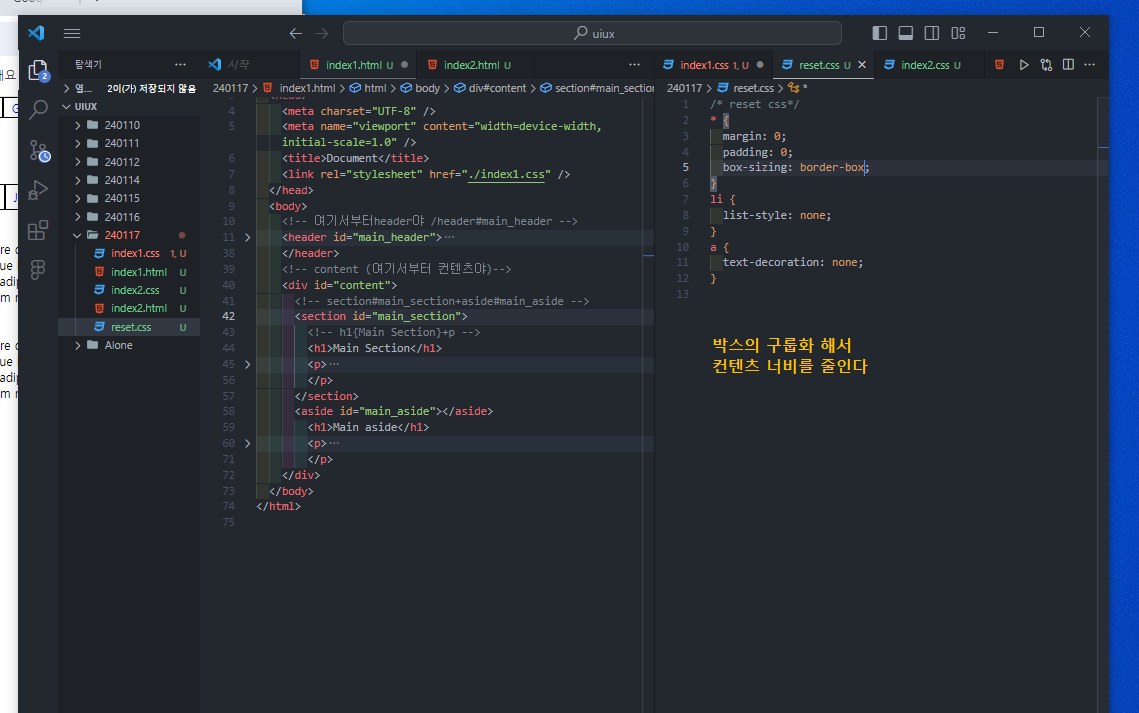 uiux
탐색기
시작
index1.html U
index2.html U
index1.css 1, U
reset.css U
index2.css U
열... 2이(가) 저장되지 않음
240117 > index1.html > html > body > div#content > section#main_section
240117 > reset.css > *
UIUX
240110
240111
240112
240114
240115
240116
240117
index1.css 1, U
index1.html U
index2.css U
index2.html U
reset.css U
Alone
4 <meta charset="UTF-8" />
5 <meta name="viewport" content="width=device-width,
initial-scale=1.0" />
6 <title>Document</title>
7 <link rel="stylesheet" href="./index1.css" />
8 </head>
9 <body>
10 <!-- 여기서부터header야 /header#main_header -->
11 <header id="main_header">…
38 </header>
39 <!-- content (여기서부터 컨텐츠야)-->
40 <div id="content">
41 <!-- section#main_section+aside#main_aside -->
42 <section id="main_section">
43 <!-- h1{Main Section}+p -->
44 <h1>Main Section</h1>
45 <p>…
56 </p>
57 </section>
58 <aside id="main_aside"></aside>
59 <h1>Main aside</h1>
60 <p>…
71 </p>
72 </div>
73 </body>
74 </html>
75
1 /* reset css*/
2 * {
3 margin: 0;
4 padding: 0;
5 box-sizing: border-box;
6 }
7 li {
8 list-style: none;
9 }
10 a {
11 text-decoration: none;
12 }
13
박스의 구룹화 해서
컨텐츠 너비를 줄인다